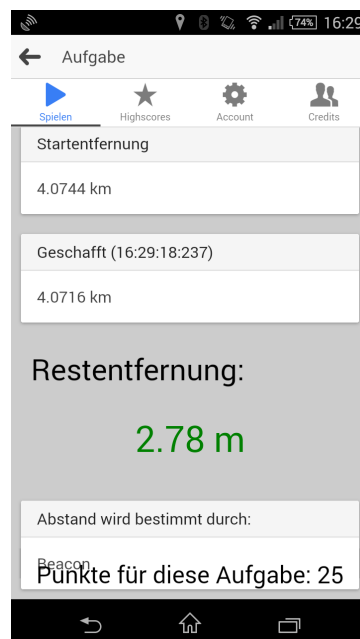 74% 16:29
Aufgabe
Spielen Highscores Account Credits
Startentfernung
4.0744 km
Geschafft (16:29:18:237)
4.0716 km
Restentfernung:
2.78 m
Abstand wird bestimmt durch:
Beacon
Punkte für diese Aufgabe: 25